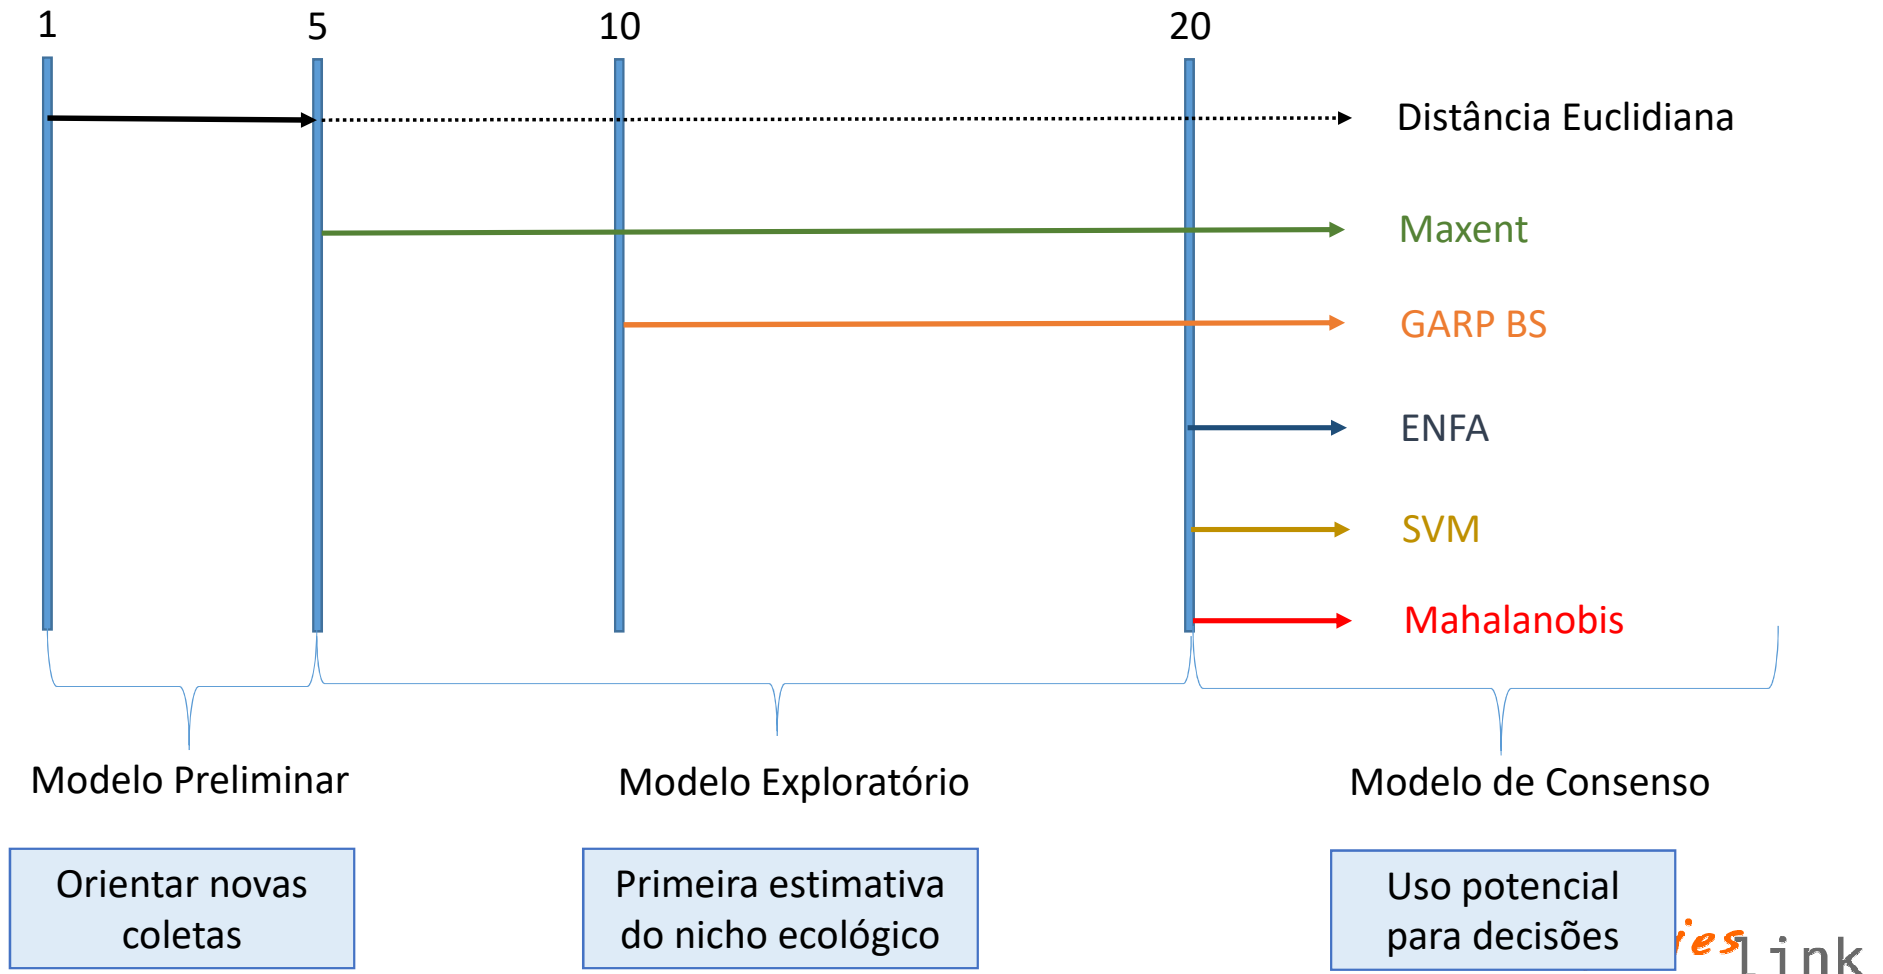 1
5
10
20
Distância Euclidiana
Maxent
GARP BS
ENFA
SVM
Mahalanobis
Modelo Preliminar
Modelo Exploratório
Modelo de Consenso
Orientar novas
coletas
Primeira estimativa
do nicho ecológico
Uso potencial
para decisões
ies
link